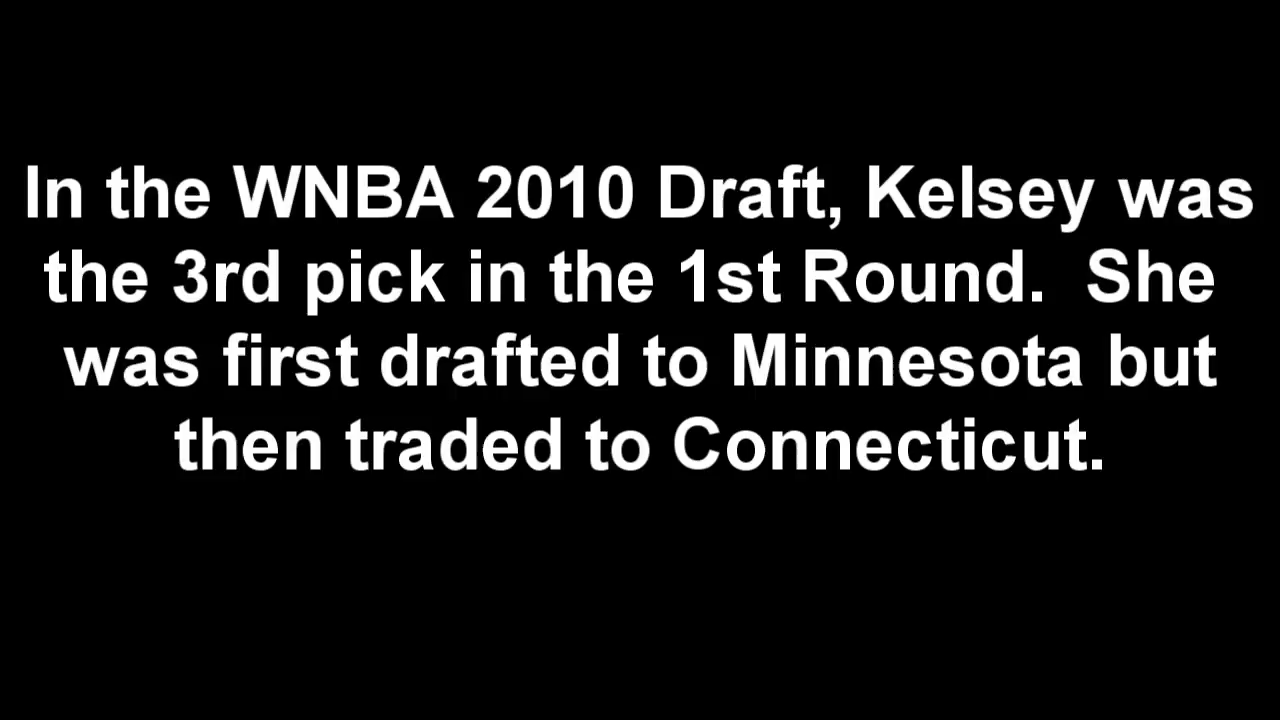 In the WNBA 2010 Draft, Kelsey was
the 3rd pick in the 1st Round.  She
was first drafted to Minnesota but
then traded to Connecticut.